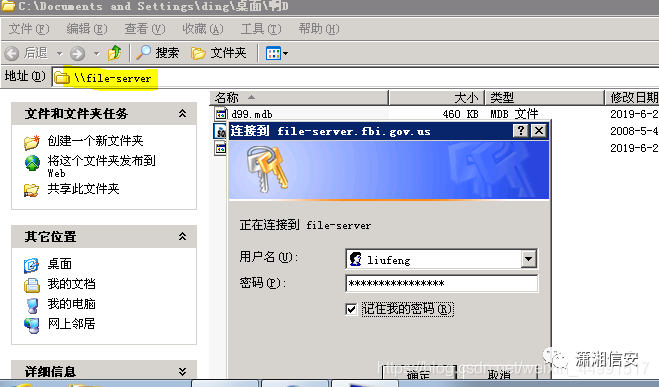 C:\Documents and Settings\ding\桌面\啊D
文件(F) 编辑(E) 查看(V) 收藏(A) 工具(T) 帮助(H)
后退 搜索 文件夹
地址(D) \\file-server
名称 大小 类型 修改日期
d99.mdb 460 KB MDB 文件 2019-6-2
2008-5-4
2019-6-2
文件和文件夹任务
创建一个新文件夹
将这个文件夹发布到
Web
共享此文件夹
其它位置
桌面
我的文档
我的电脑
网上邻居
详细信息
连接到 file-server.fbi.gov.us
正在连接到 file-server
用户名(U): liufeng
密码(P): ****************
记住我的密码(R)
确定 取消
潇湘信安